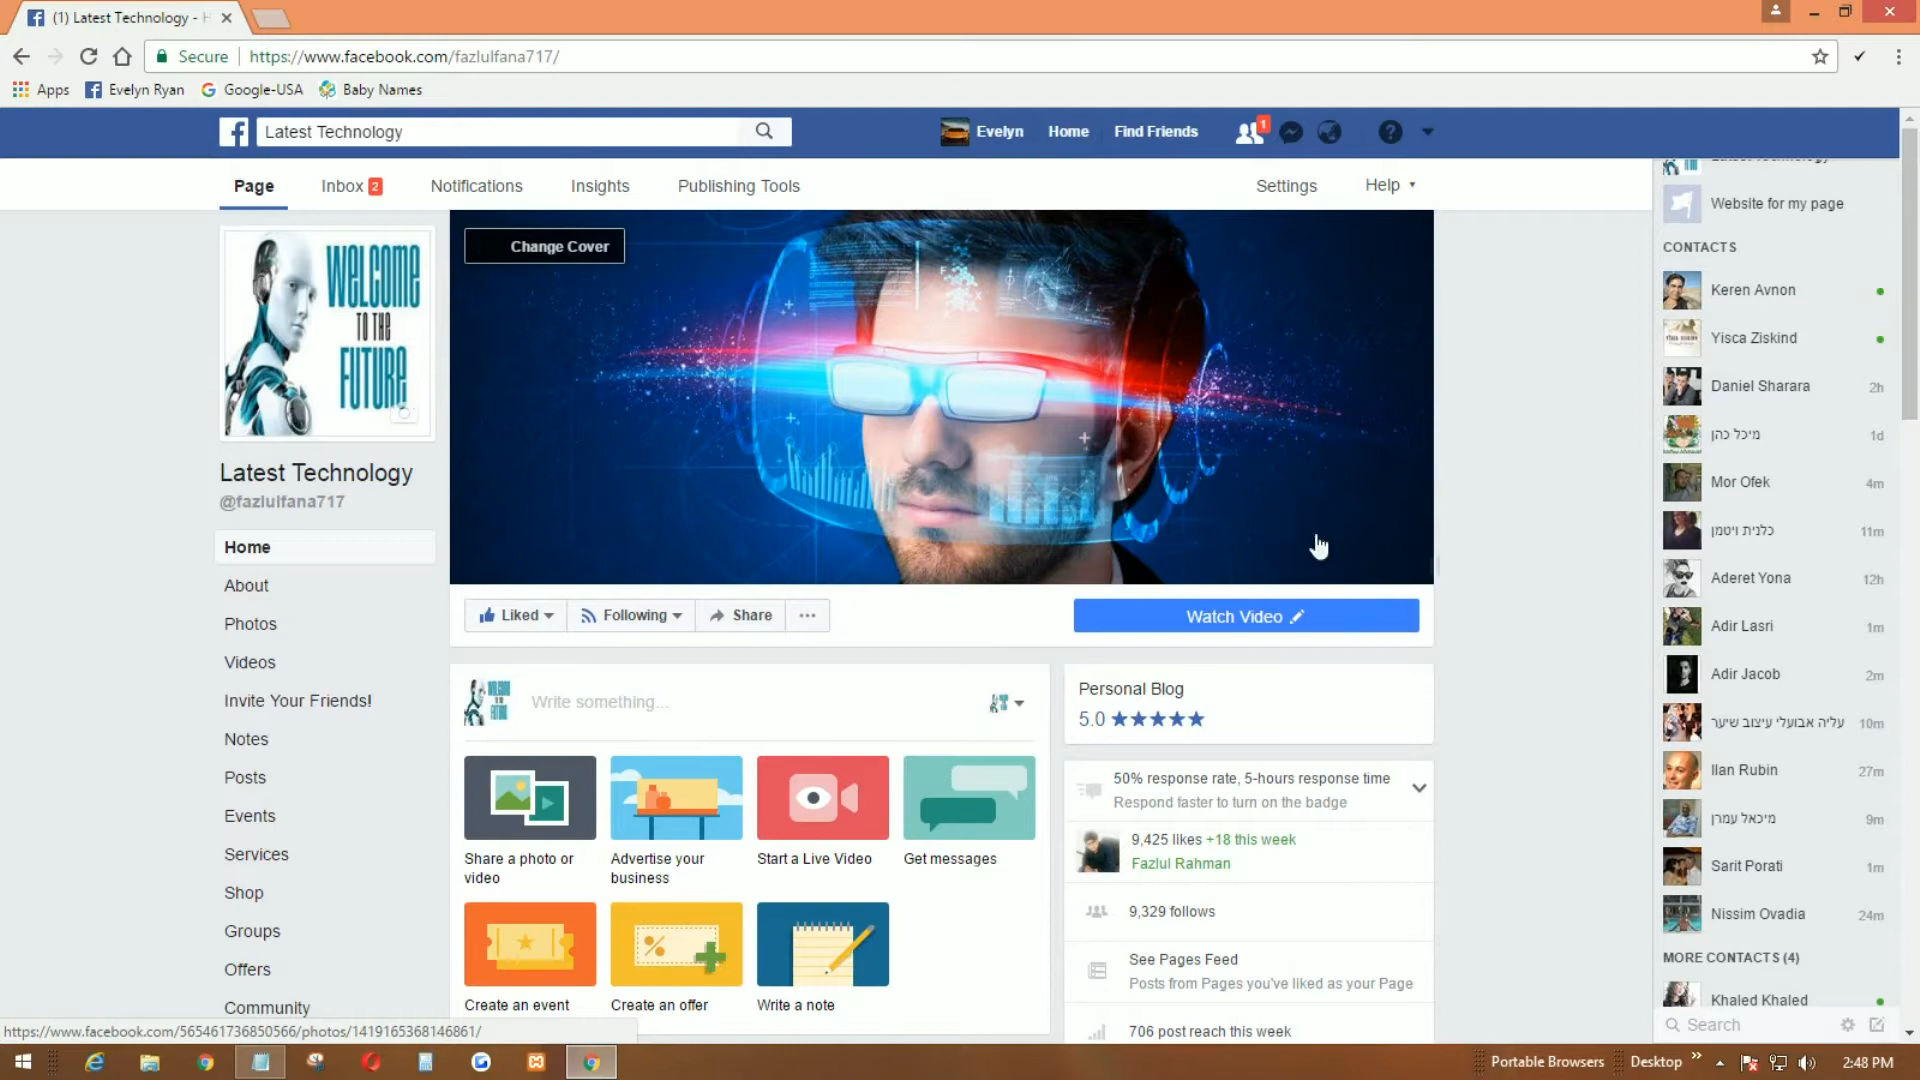 (1) Latest Technology - H
Secure
https://www.facebook.com/fazlulfana717/
Apps
Evelyn Ryan
Google-USA
Baby Names
Latest Technology
Evelyn
Home
Find Friends
1
Page
Inbox 2
Notifications
Insights
Publishing Tools
Settings
Help
WELCOME
TO THE
FUTURE
Latest Technology
@fazlulfana717
Home
About
Photos
Videos
Invite Your Friends!
Notes
Posts
Events
Services
Shop
Groups
Offers
Community
https://www.facebook.com/565461736850566/photos/1419165368146861/
Change Cover
Liked
Following
Share
Watch Video
Write something...
Share a photo or
video
Advertise your
business
Start a Live Video
Get messages
Create an event
Create an offer
Write a note
Personal Blog
5.0
50% response rate, 5-hours response time
Respond faster to turn on the badge
9,425 likes +18 this week
Fazlul Rahman
9,329 follows
See Pages Feed
Posts from Pages you've liked as your Page
706 post reach this week
Latest Technology
Website for my page
CONTACTS
Keren Avnon
Yisca Ziskind
Daniel Sharara 2h
מיכל כהן 1d
Mor Ofek 4m
כלנית ויטמן 11m
Aderet Yona 12h
Adir Lasri 1m
Adir Jacob 2m
עליה אבועלי עיצוב שיער 10m
Ilan Rubin 27m
מיכאל עמרן 9m
Sarit Porati 1m
Nissim Ovadia 24m
MORE CONTACTS (4)
Khaled Khaled
Search
Portable Browsers
Desktop
2:48 PM